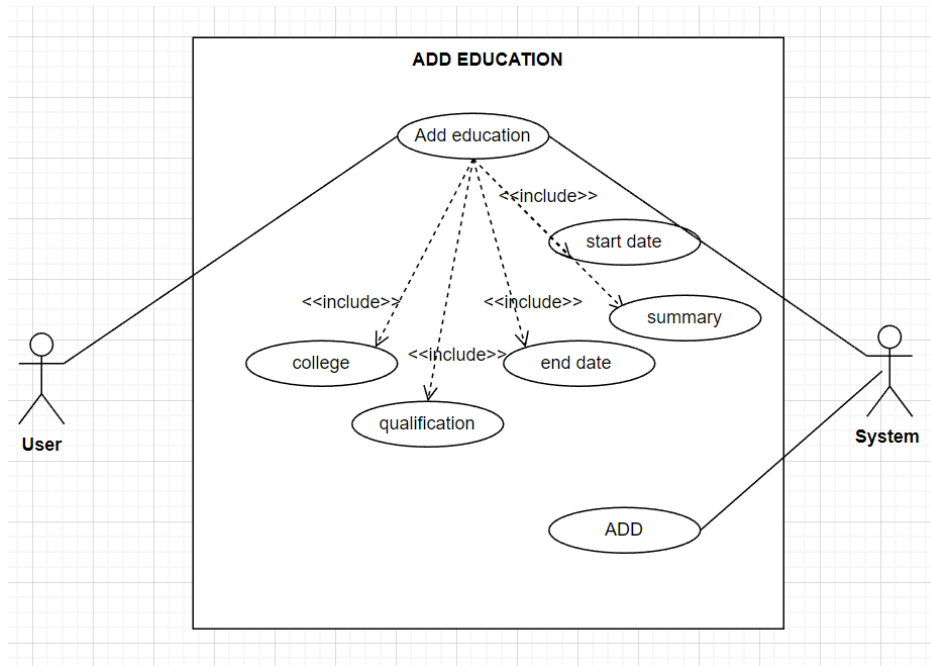 ADD EDUCATION
Add education
<<include>>
start date
<<include>>
<<include>>
summary
<<include>>
college
end date
qualification
User
System
ADD